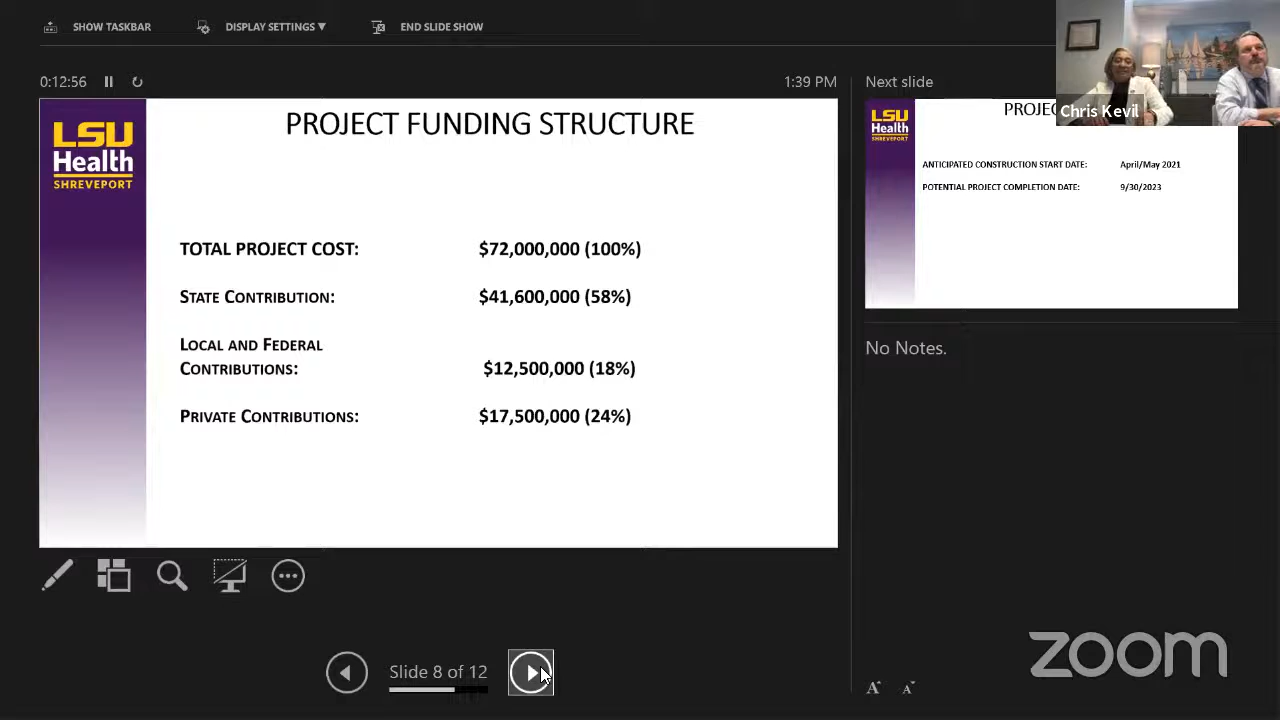 SHOW TASKBAR
DISPLAY SETTINGS ▼
END SLIDE SHOW
0:12:56
1:39 PM
LSU
Health
SHREVEPORT
PROJECT FUNDING STRUCTURE
TOTAL PROJECT COST: $72,000,000 (100%)
STATE CONTRIBUTION: $41,600,000 (58%)
LOCAL AND FEDERAL
CONTRIBUTIONS: $12,500,000 (18%)
PRIVATE CONTRIBUTIONS: $17,500,000 (24%)
Slide 8 of 12
Next slide
Chris Kevil
LSU
Health
SHREVEPORT
ANTICIPATED CONSTRUCTION START DATE: April/May 2021
POTENTIAL PROJECT COMPLETION DATE: 9/30/2023
No Notes.
A A
zoom